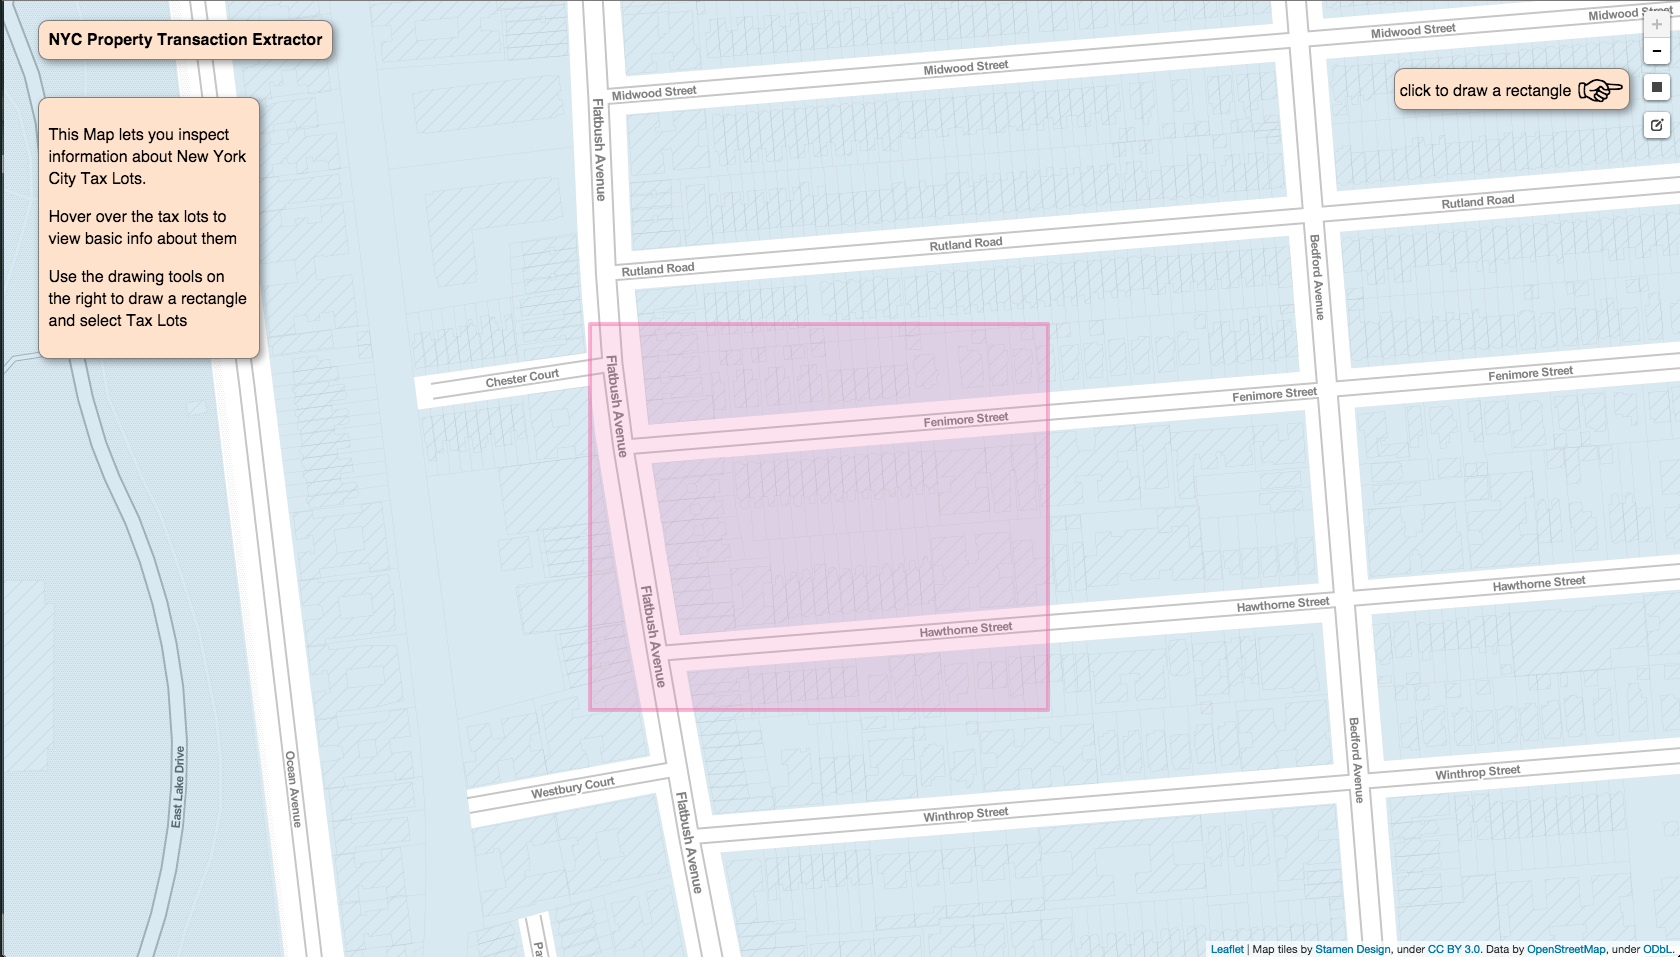 NYC Property Transaction Extractor
This Map lets you inspect
information about New York
City Tax Lots.
Hover over the tax lots to
view basic info about them
Use the drawing tools on
the right to draw a rectangle
and select Tax Lots
click to draw a rectangle
+
-
Midwood Street
Midwood Street
Midwood Street
Midwood Street
Flatbush Avenue
Rutland Road
Rutland Road
Rutland Road
Bedford Avenue
Chester Court
Flatbush Avenue
Fenimore Street
Fenimore Street
Fenimore Street
Flatbush Avenue
Hawthorne Street
Hawthorne Street
Hawthorne Street
East Lake Drive
Ocean Avenue
Westbury Court
Flatbush Avenue
Winthrop Street
Winthrop Street
Bedford Avenue
Pa
Leaflet | Map tiles by Stamen Design, under CC BY 3.0. Data by OpenStreetMap, under ODbL.